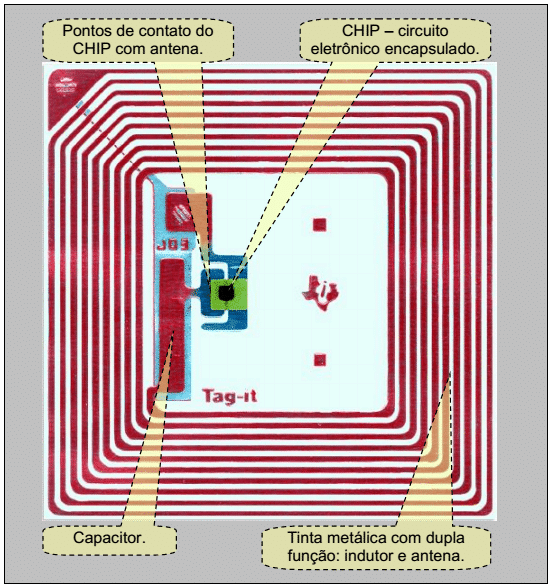 Pontos de contato do
CHIP com antena.
CHIP – circuito
eletrônico encapsulado.
J09
Tag-it
Capacitor.
Tinta metálica com dupla
função: indutor e antena.